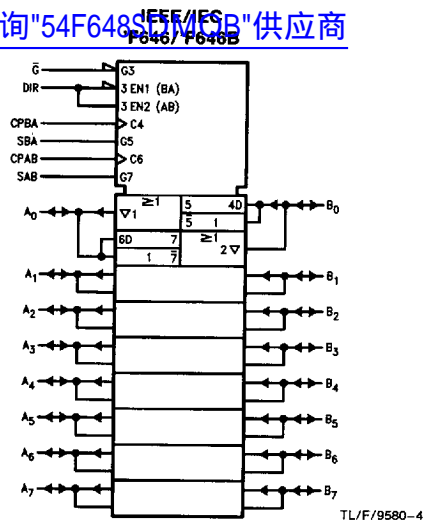 IEEE/IEC
询"54F648SDMQB"供应商
'F646/'F646B
G̅ G3
DIR 3 EN1 (BA)
3 EN2 (AB)
CPBA C4
SBA G5
CPAB C6
SAB G7
A0 ≥1 5 4D B0
▽1 5̅ 1
6D 7 ≥1
1 7̅ 2▽
A1 B1
A2 B2
A3 B3
A4 B4
A5 B5
A6 B6
A7 B7
TL/F/9580-4